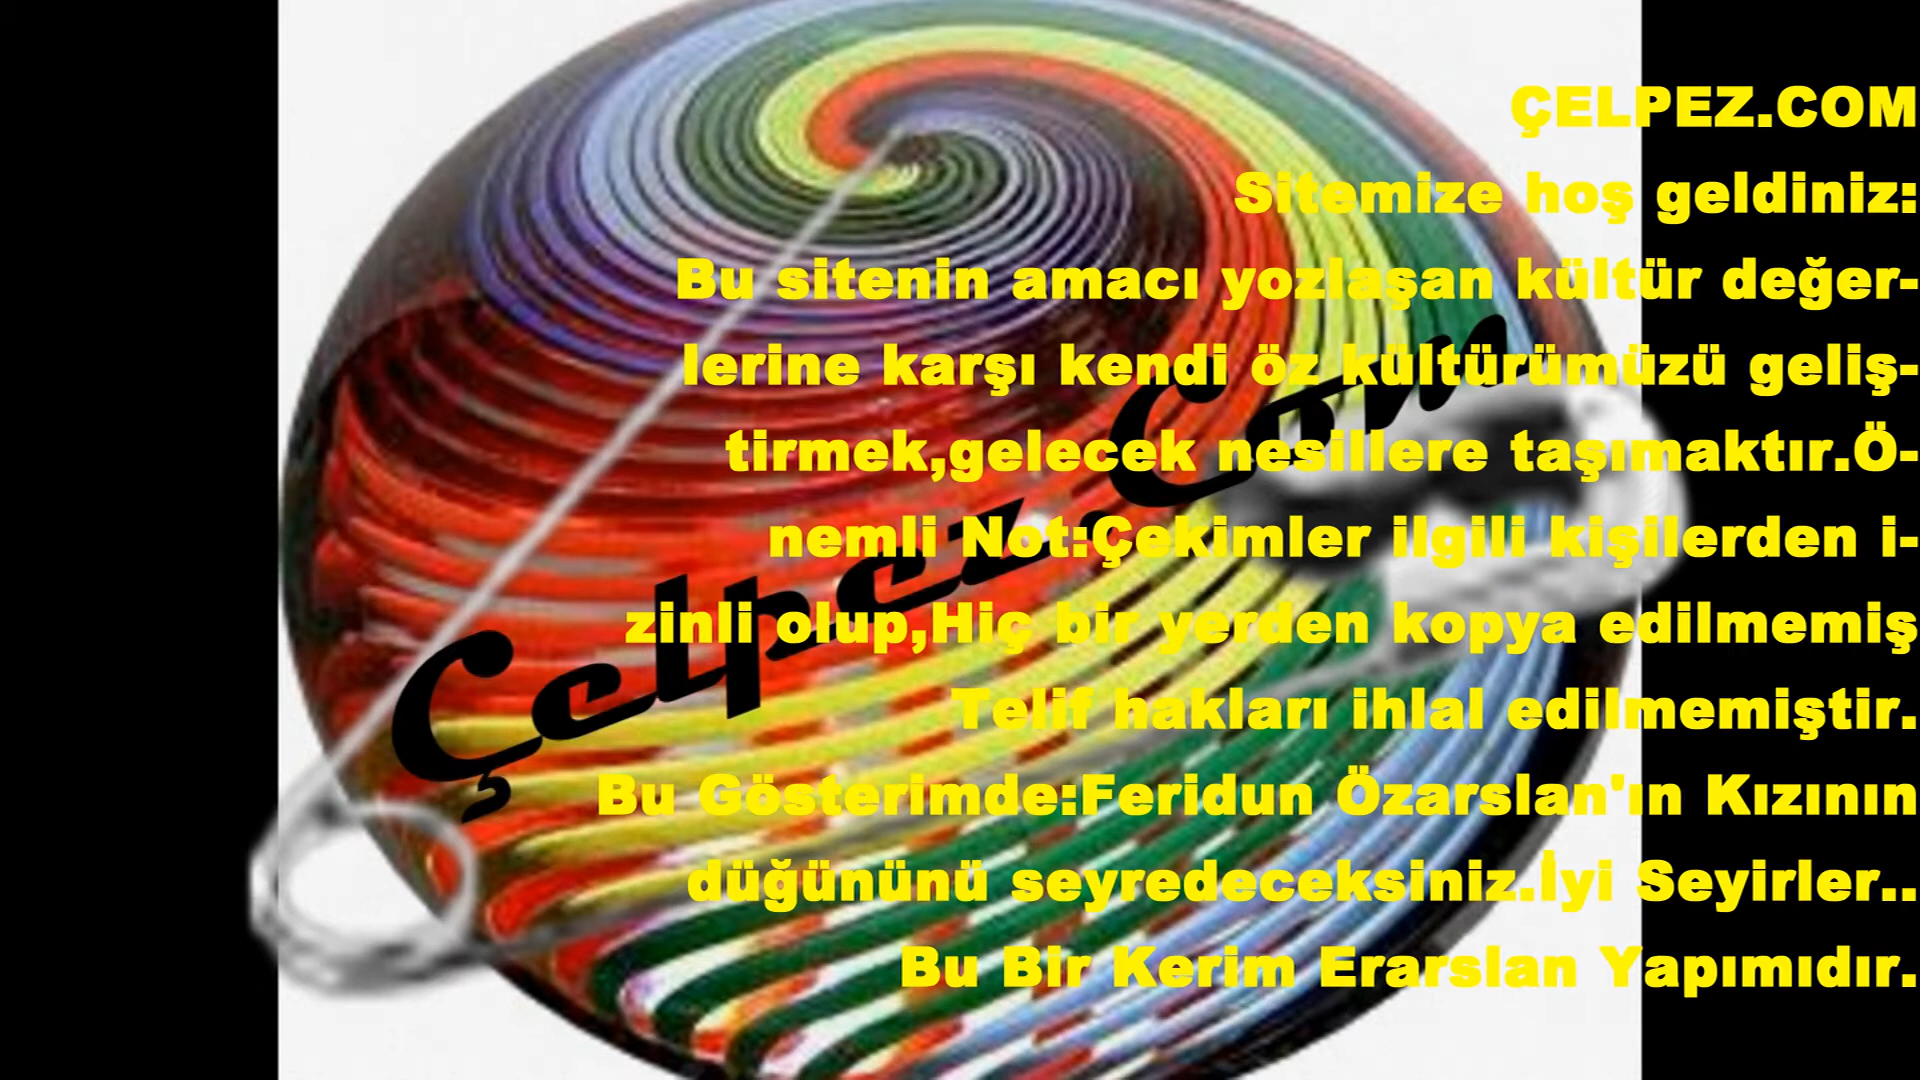 ÇELPEZ.COM
Sitemize hoş geldiniz:
Bu sitenin amacı yozlaşan kültür değer-
lerine karşı kendi öz kültürümüzü geliş-
tirmek,gelecek nesillere taşımaktır.Ö-
nemli Not:Çekimler ilgili kişilerden i-
zinli olup,Hiç bir yerden kopya edilmemiş
Telif hakları ihlal edilmemiştir.
Bu Gösterimde:Feridun Özarslan'ın Kızının
düğününü seyredeceksiniz.İyi Seyirler..
Bu Bir Kerim Erarslan Yapımıdır.
Çelpez.Com